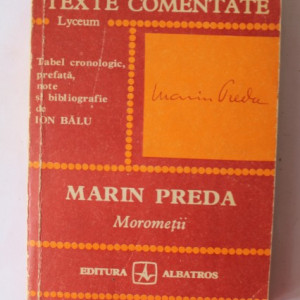 TEXTE COMENTATE
Lyceum
Tabel cronologic,
prefață,
note
și bibliografie
de
ION BĂLU
Marin Preda
MARIN PREDA
Moromeții
EDITURA ALBATROS